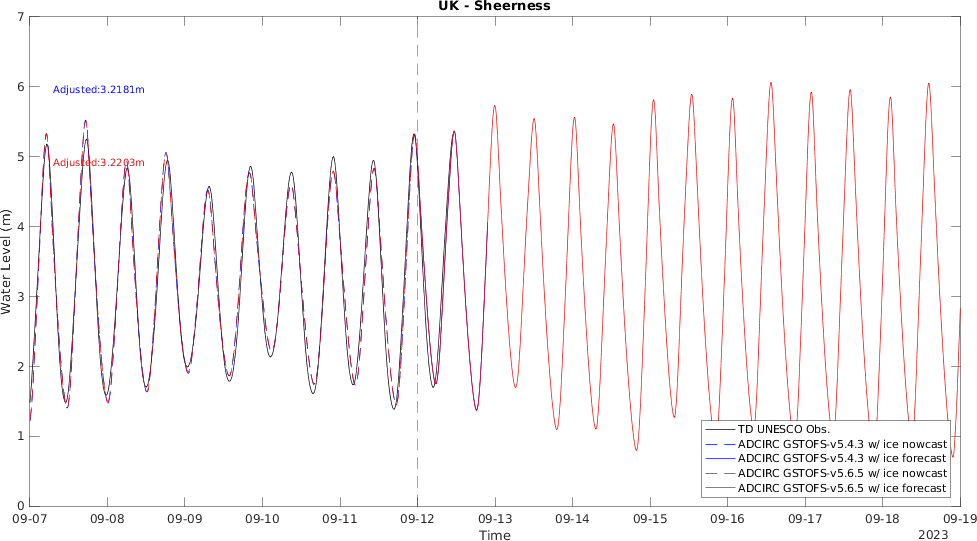 UK - Sheerness
7
6
5
4
3
2
1
0
Water Level (m)
Adjusted:3.2181m
Adjusted:3.2203m
TD UNESCO Obs.
ADCIRC GSTOFS-v5.4.3 w/ ice nowcast
ADCIRC GSTOFS-v5.4.3 w/ ice forecast
ADCIRC GSTOFS-v5.6.5 w/ ice nowcast
ADCIRC GSTOFS-v5.6.5 w/ ice forecast
09-07 09-08 09-09 09-10 09-11 09-12 09-13 09-14 09-15 09-16 09-17 09-18 09-19
Time
2023